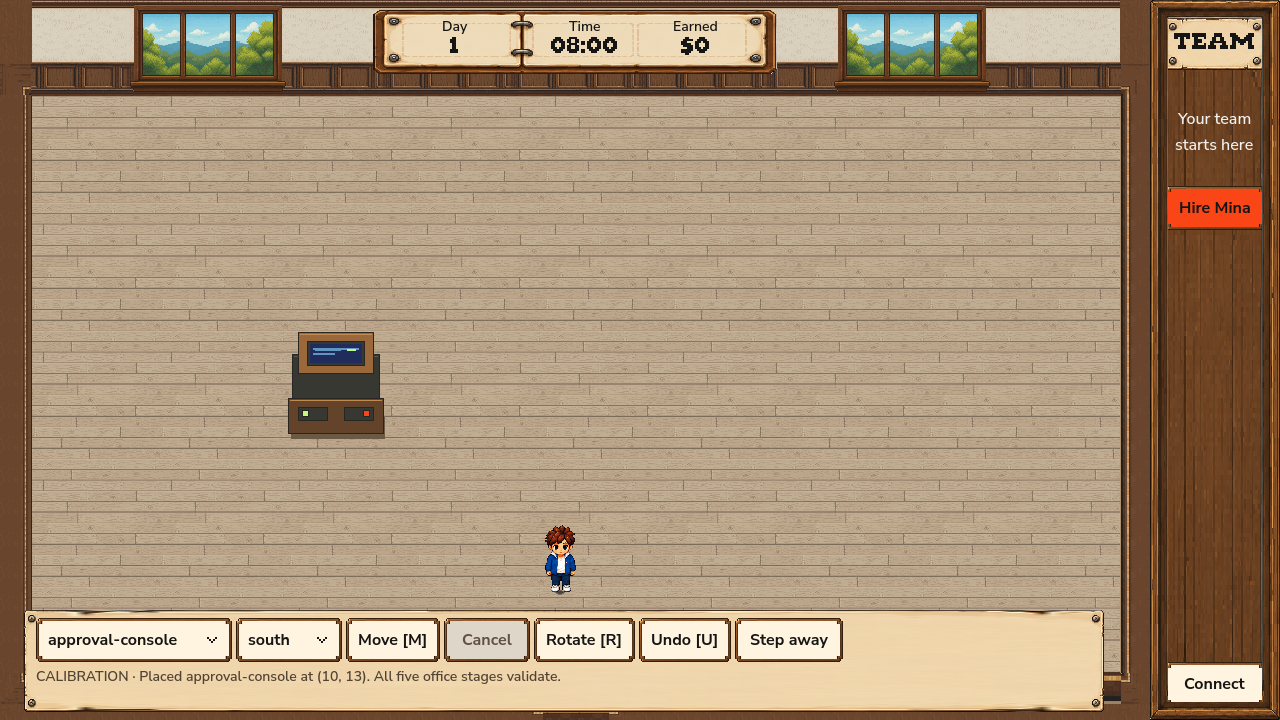 Day
1
Time
08:00
Earned
$0
TEAM
Your team
starts here
Hire Mina
approval-console
south
Move [M]
Cancel
Rotate [R]
Undo [U]
Step away
CALIBRATION · Placed approval-console at (10, 13). All five office stages validate.
Connect